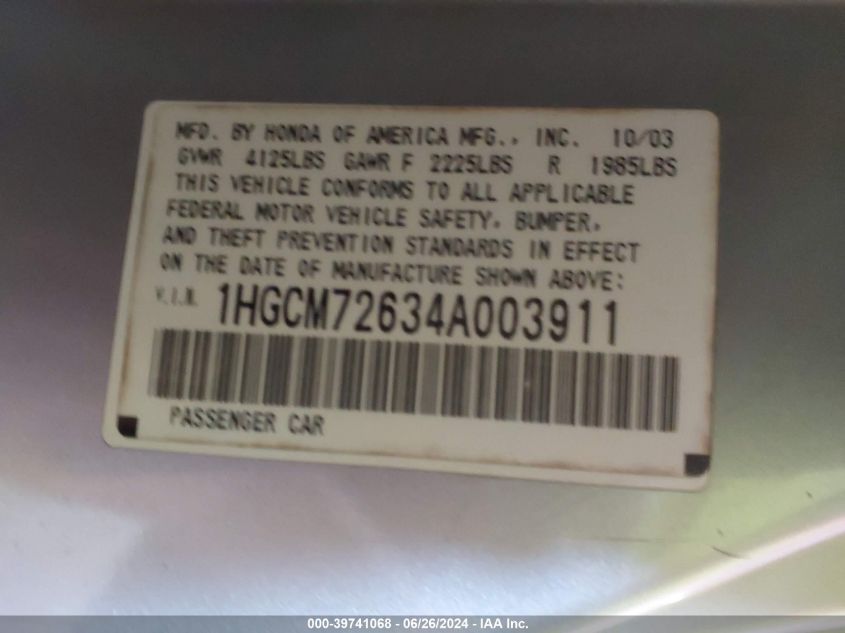 MFD. BY HONDA OF AMERICA MFG., INC. 10/03
GVWR 4125LBS GAWR F 2225LBS R 1985LBS
THIS VEHICLE CONFORMS TO ALL APPLICABLE
FEDERAL MOTOR VEHICLE SAFETY, BUMPER,
AND THEFT PREVENTION STANDARDS IN EFFECT
ON THE DATE OF MANUFACTURE SHOWN ABOVE:
V.I.N. 1HGCM72634A003911
PASSENGER CAR
000-39741068 - 06/26/2024 - IAA Inc.